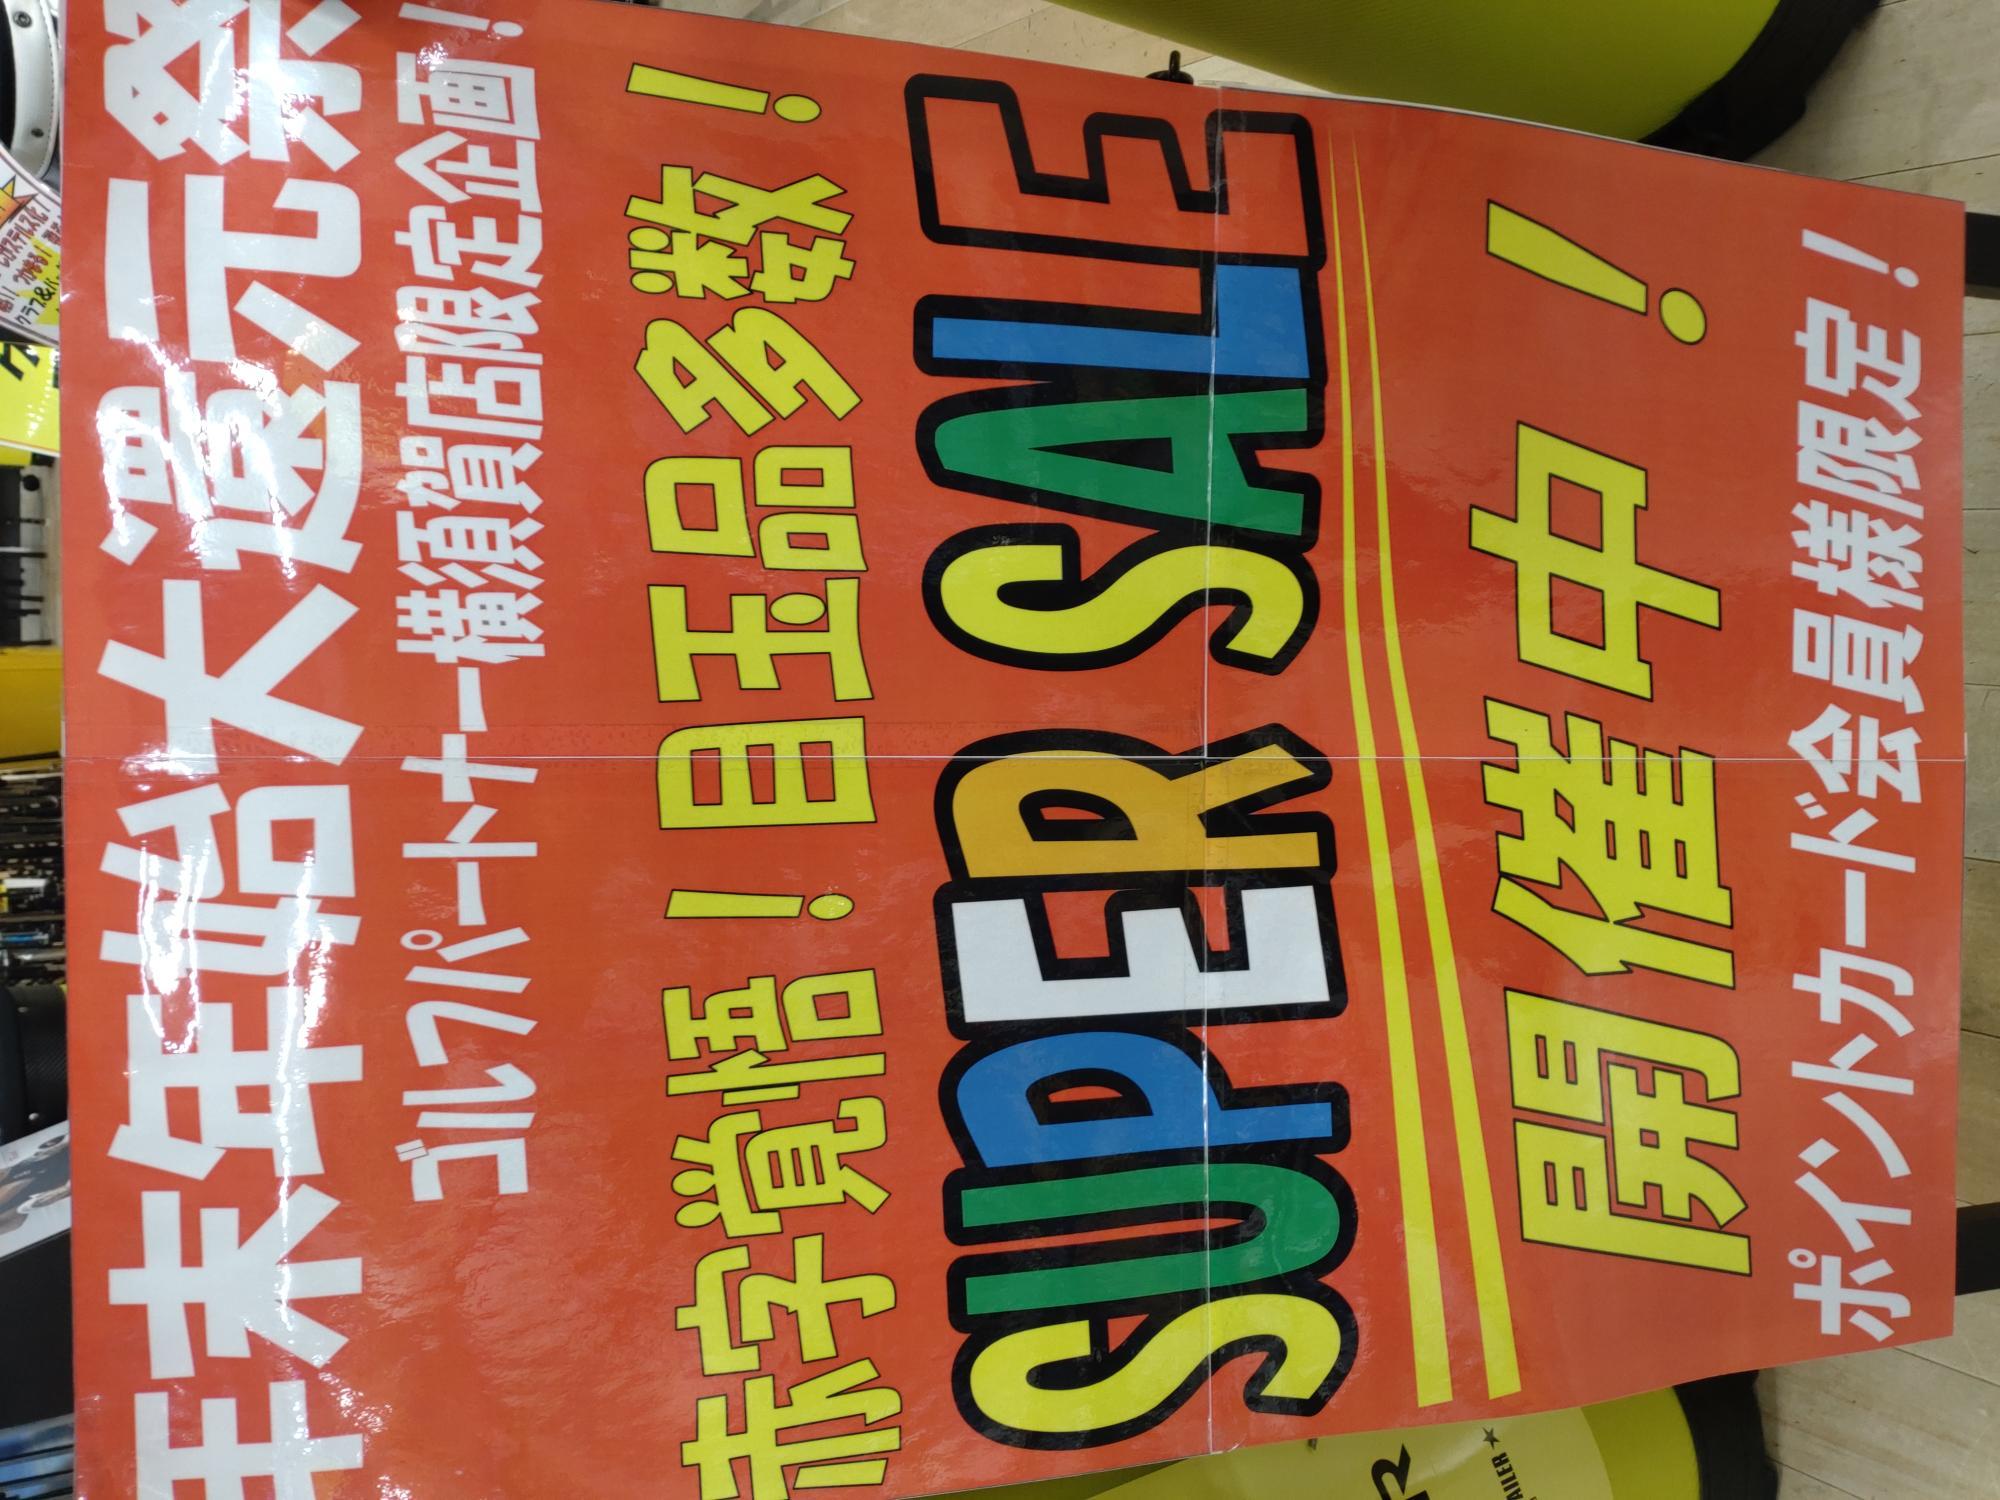 年末年始大還元祭
ゴルフパートナー横須賀店限定企画!
赤字覚悟!目玉品多数!
SUPER SALE
開催中!
ポイントカード会員様限定!